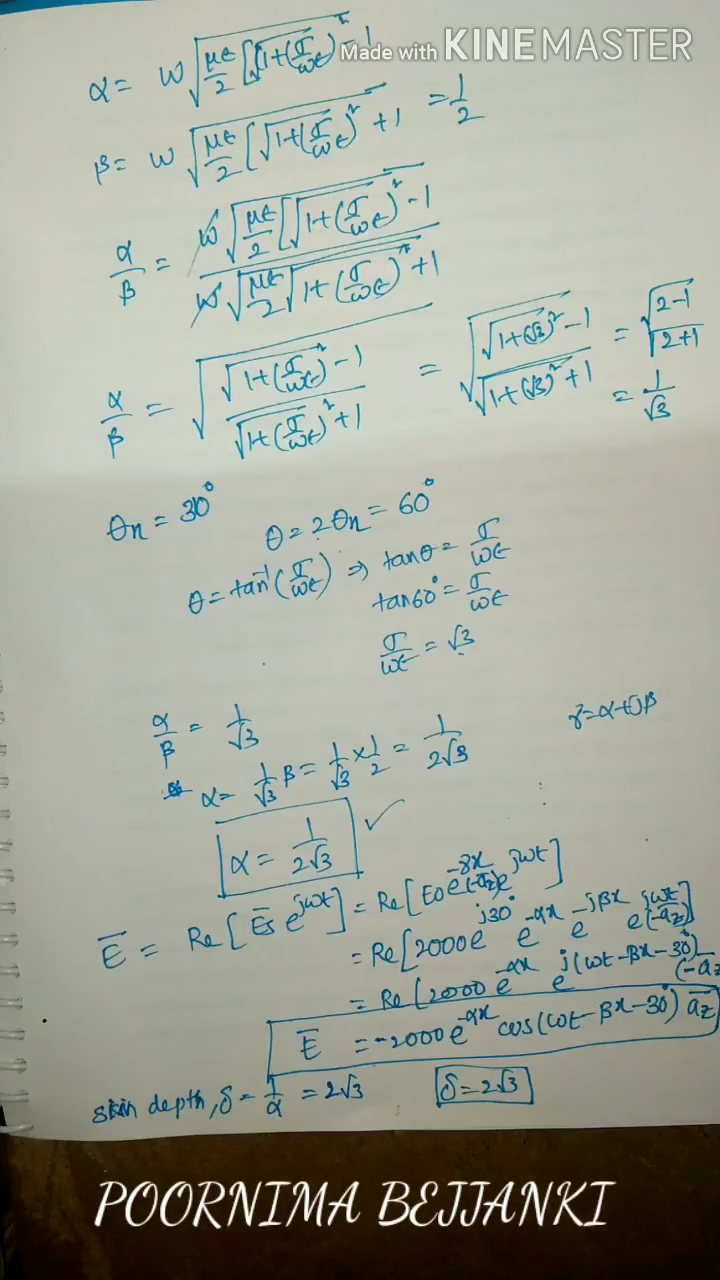 α = ω√(με/2 [√(1+(σ/ωε)²) -1
Made with KINEMASTER
β = ω√(με/2 [√(1+(σ/ωε)²) +1 = 1/2
α/β = ω√(με/2 [√(1+(σ/ωε)²) -1 / ω√(με/2 √(1+(σ/ωε)²) +1
α/β = √(√(1+(σ/ωε)²) -1 / √(1+(σ/ωε)²) +1) = √(√(1+(√3)²) -1 / √(1+(√3)²) +1) = √(2-1 / 2+1)
= 1/√3
θn = 30° θ = 2θn = 60°
θ = tan⁻¹(σ/ωε) ⇒ tanθ = σ/ωε
tan60° = σ/ωε
σ/ωε = √3
α/β = 1/√3 γ=α+jβ
α = 1/√3 β = 1/√3 × 1/2 = 1/2√3
α = 1/2√3 ✓
E̅ = Re[E̅s e^jωt] = Re[E0 e^-γx (-a̅z) e^jωt]
= Re[2000 e^j30° e^-αx e^-jβx e^jωt (-a̅z)]
= Re[2000 e^-αx e^j(ωt-βx-30°) (-a̅z
E̅ = -2000 e^-αx cos(ωt - βx - 30°) a̅z
skin depth, δ = 1/α = 2√3 δ = 2√3
POORNIMA BEJJANKI